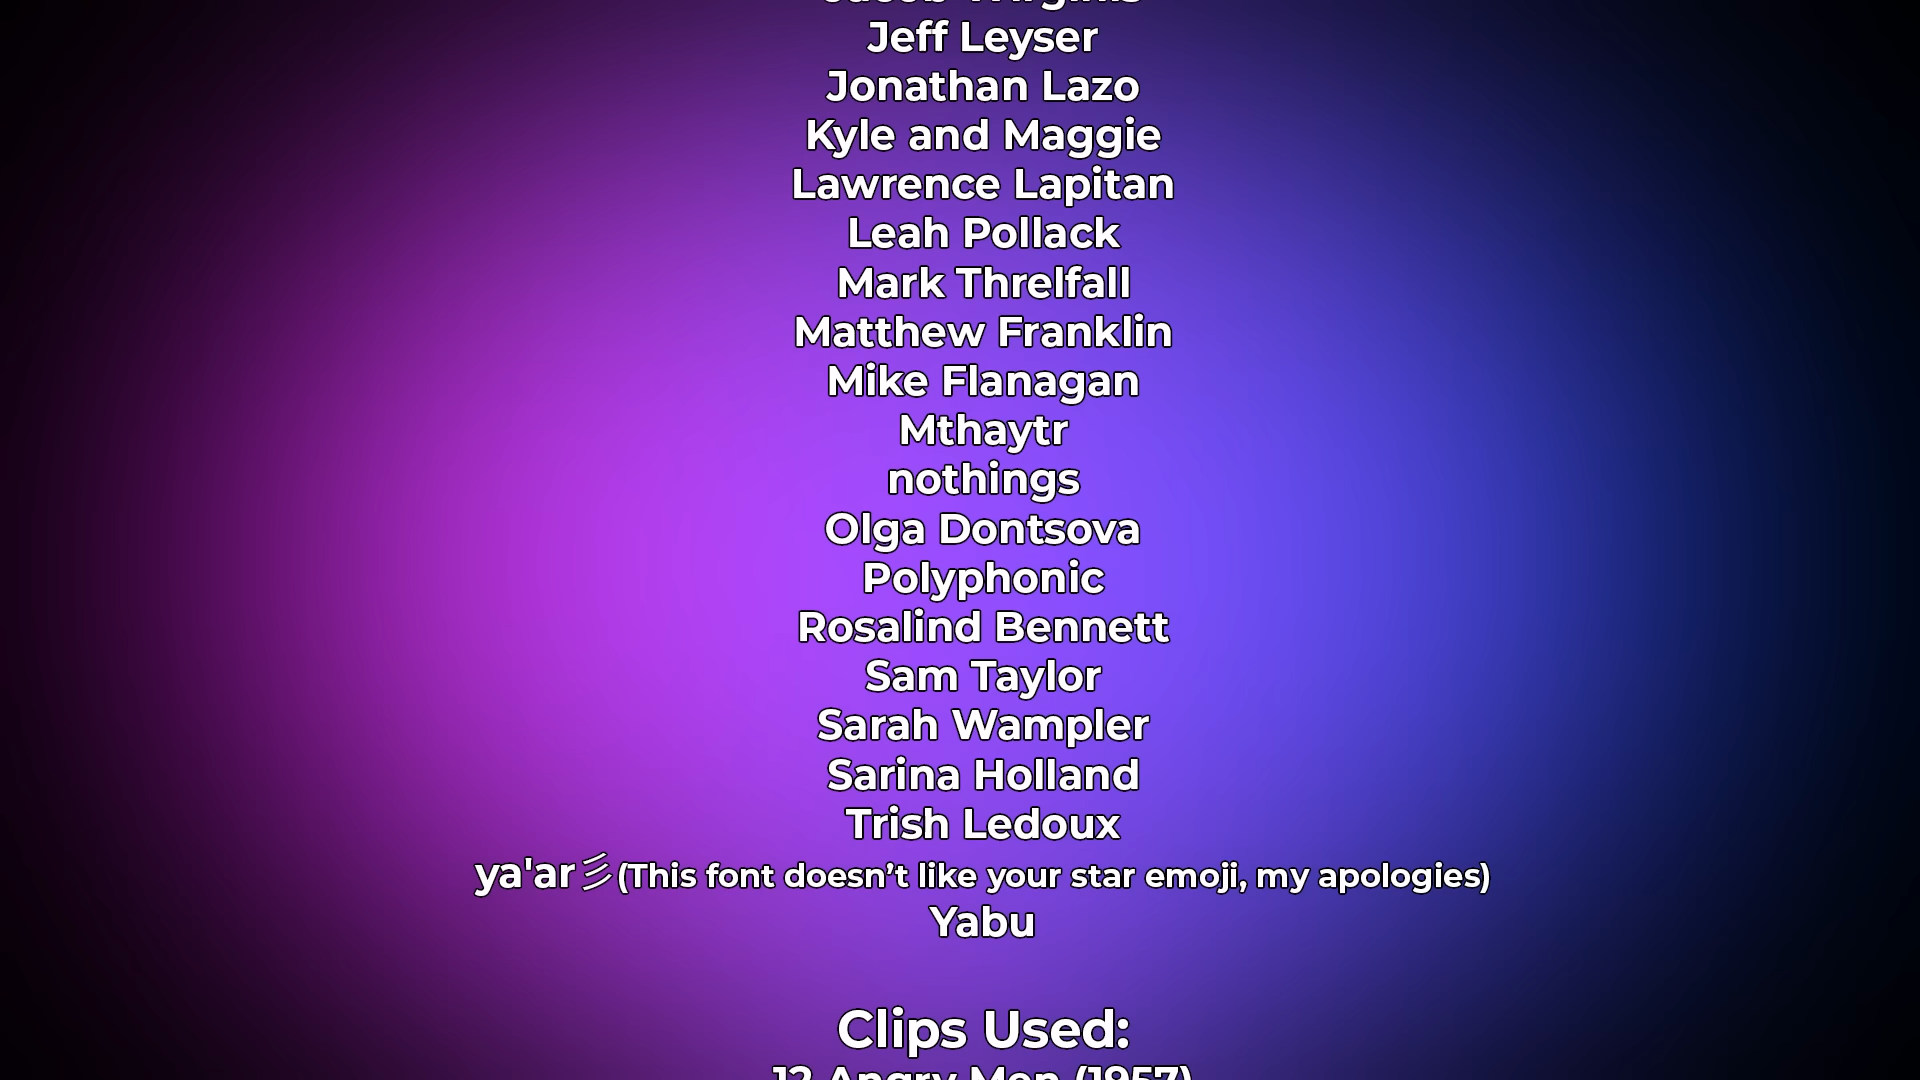 Jeff Leyser
Jonathan Lazo
Kyle and Maggie
Lawrence Lapitan
Leah Pollack
Mark Threlfall
Matthew Franklin
Mike Flanagan
Mthaytr
nothings
Olga Dontsova
Polyphonic
Rosalind Bennett
Sam Taylor
Sarah Wampler
Sarina Holland
Trish Ledoux
ya'ar彡(This font doesn’t like your star emoji, my apologies)
Yabu
Clips Used:
12 Angry Men (1957)